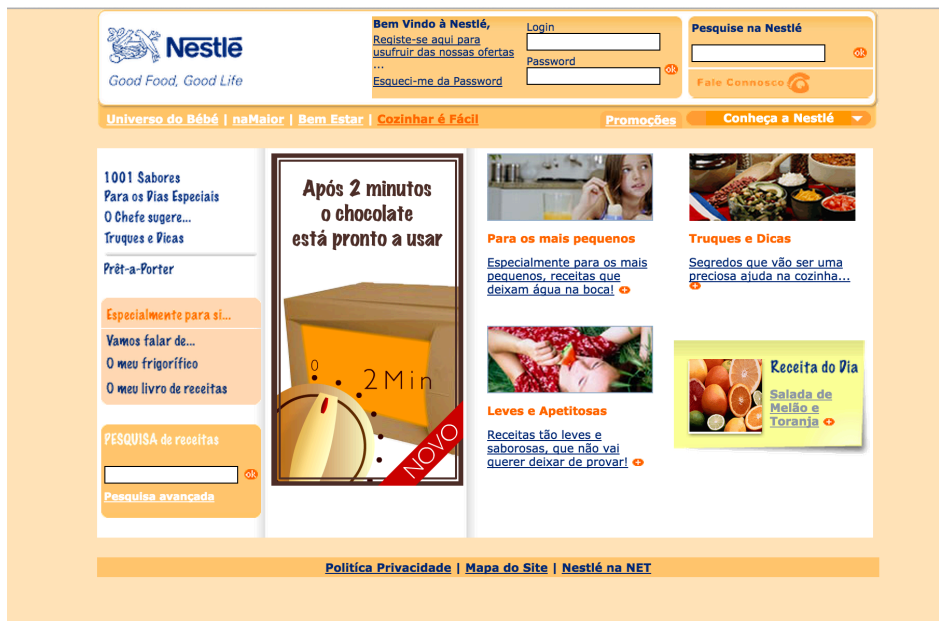 Nestlé
Good Food, Good Life
Bem Vindo à Nestlé,
Registe-se aqui para
usufruir das nossas ofertas
...
Esqueci-me da Password
Login
Password
ok
Pesquise na Nestlé
ok
Fale Connosco
Universo do Bébé | naMaior | Bem Estar | Cozinhar é Fácil
Promoções
Conheça a Nestlé
1001 Sabores
Para os Dias Especiais
O Chefe sugere...
Truques e Dicas
Prêt-a-Porter
Especialmente para si...
Vamos falar de...
O meu frigorífico
O meu livro de receitas
PESQUISA de receitas
ok
Pesquisa avançada
Após 2 minutos
o chocolate
está pronto a usar
0
2 Min
NOVO
Para os mais pequenos
Especialmente para os mais
pequenos, receitas que
deixam água na boca!
Truques e Dicas
Segredos que vão ser uma
preciosa ajuda na cozinha...
Leves e Apetitosas
Receitas tão leves e
saborosas, que não vai
querer deixar de provar!
Receita do Dia
Salada de
Melão e
Toranja
Politíca Privacidade | Mapa do Site | Nestlé na NET